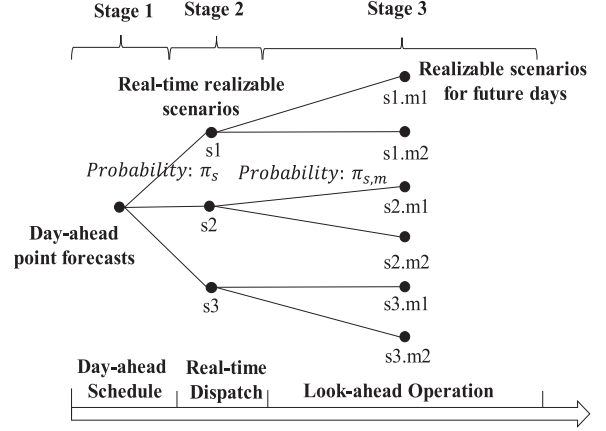 Stage 1
Stage 2
Stage 3
Real-time realizable
scenarios
Realizable scenarios
for future days
s1.m1
s1
s1.m2
Probability: πs
Probability: πs,m
s2.m1
s2
Day-ahead
point forecasts
s2.m2
s3
s3.m1
s3.m2
Day-ahead
Schedule
Real-time
Dispatch
Look-ahead Operation